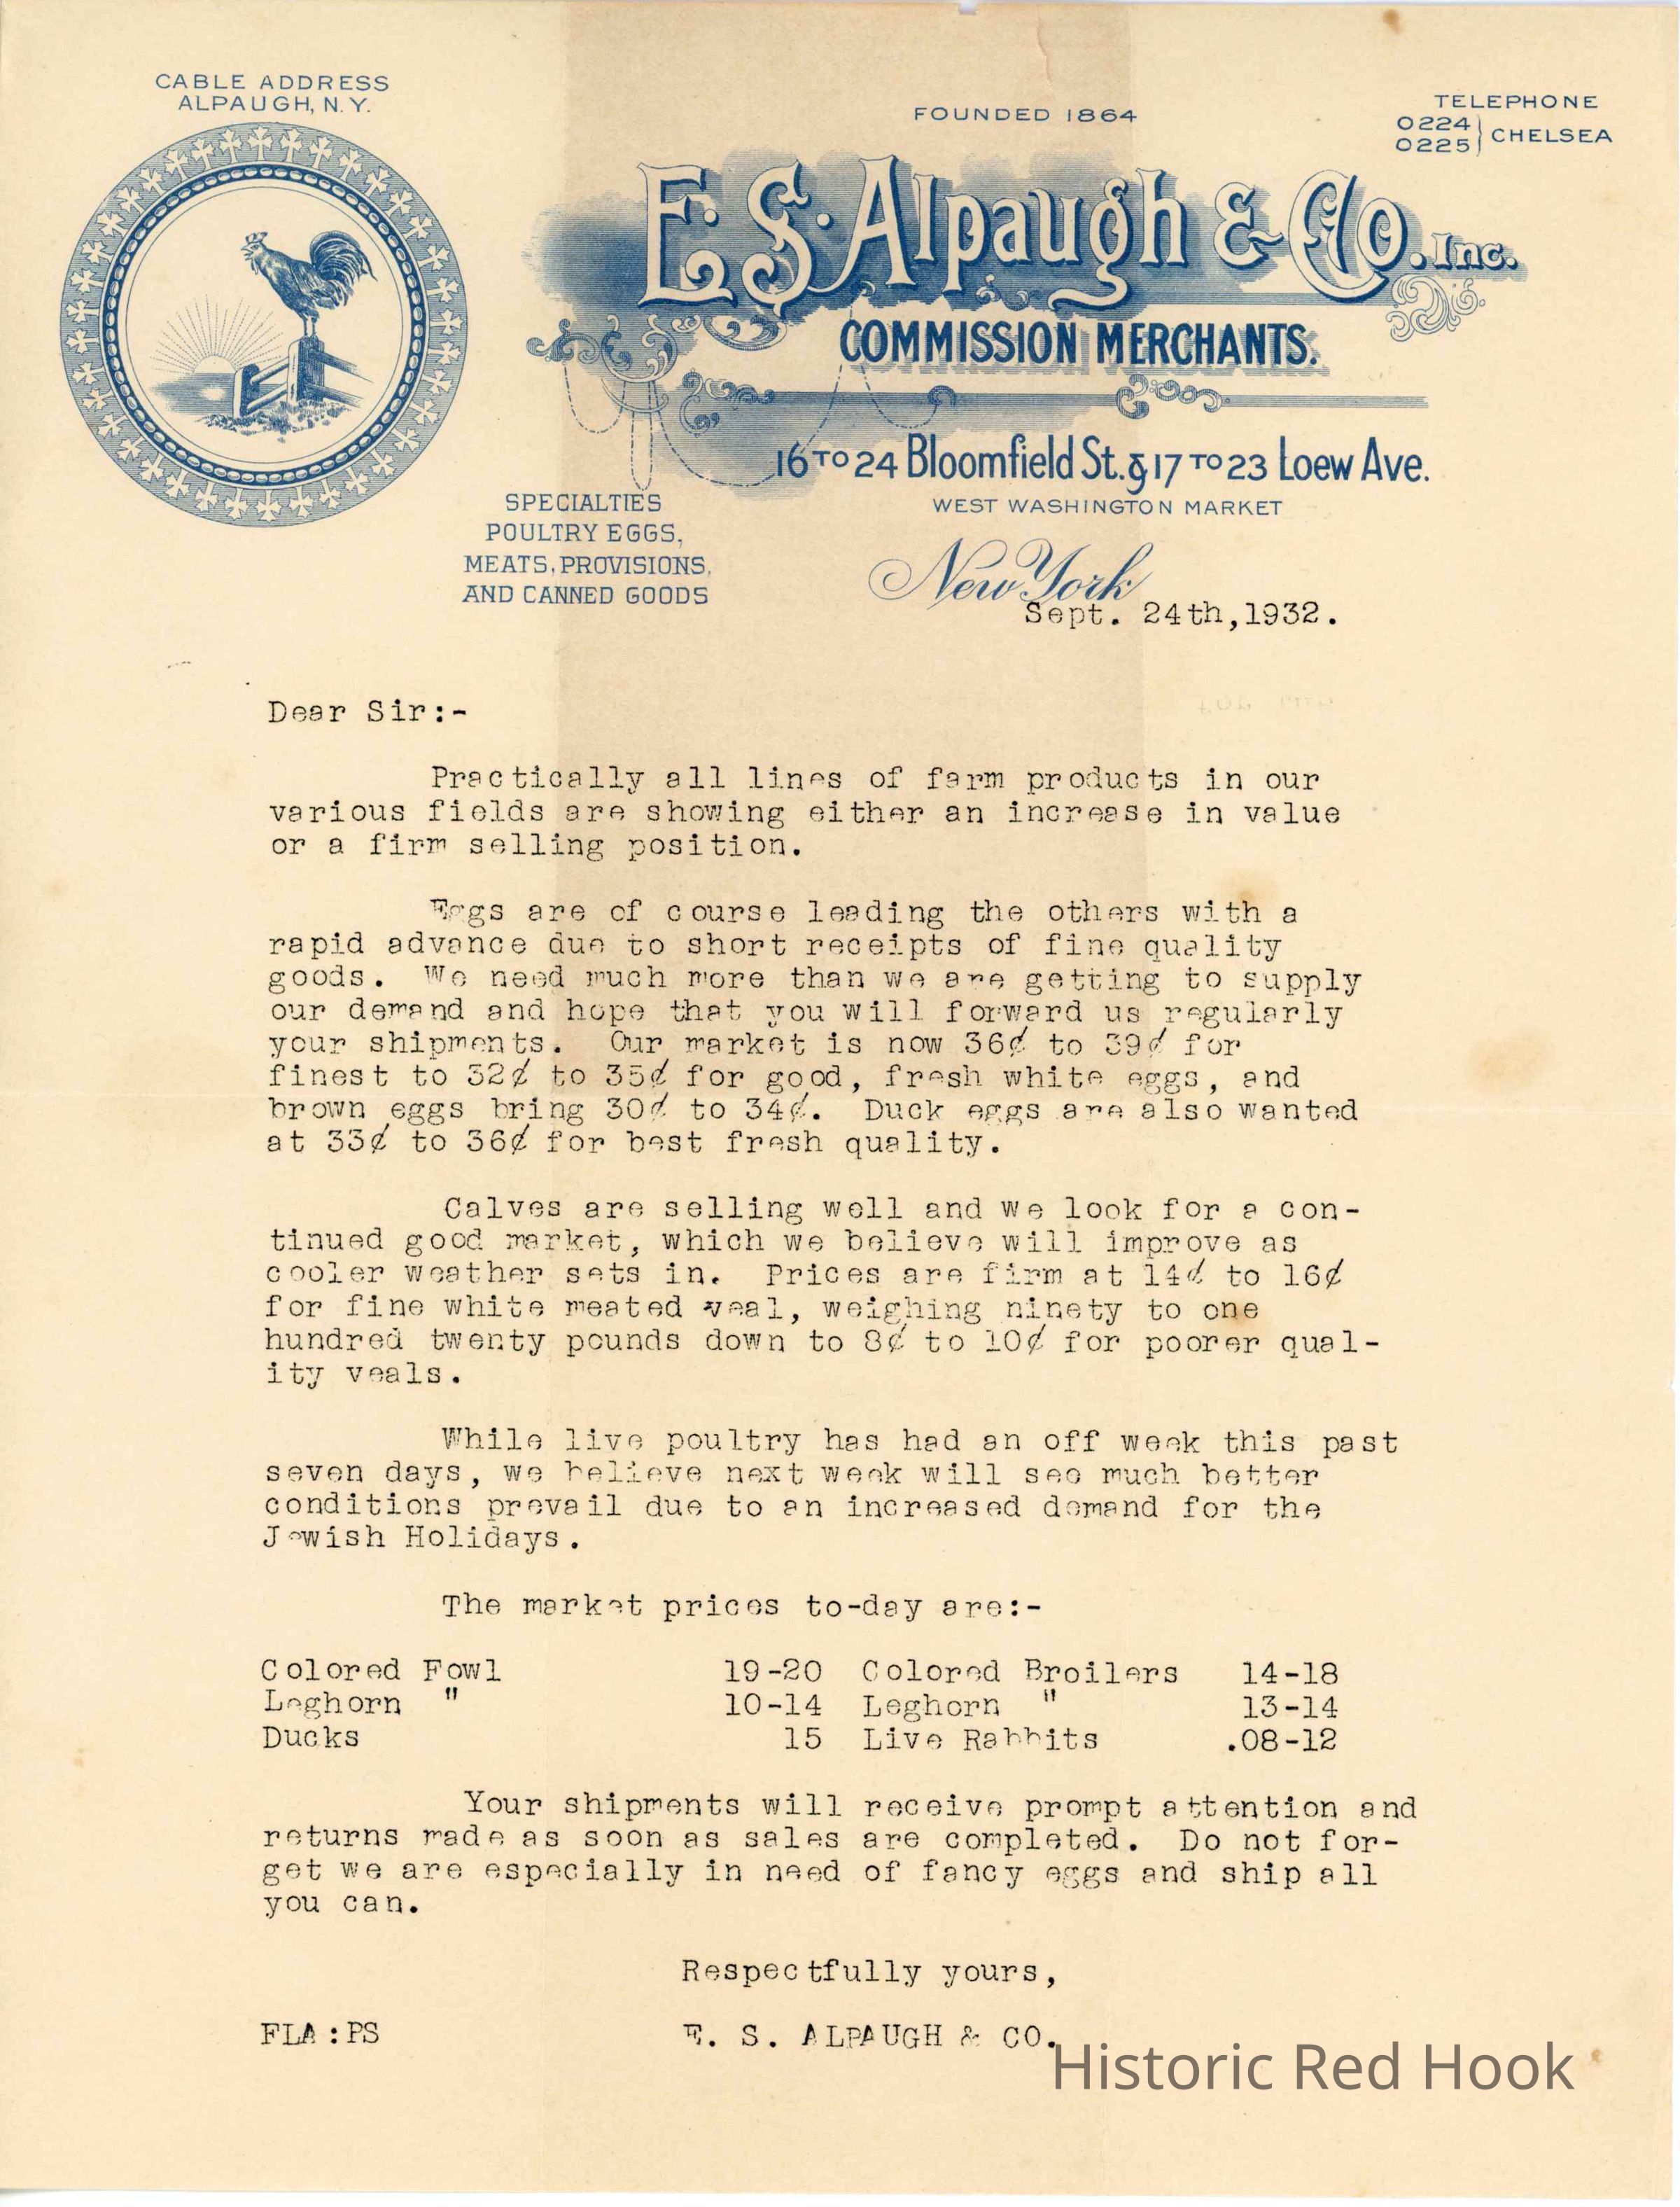 CABLE ADDRESS
ALPAUGH, N.Y.
FOUNDED 1864
TELEPHONE
0224
0225 CHELSEA
E. S. Alpaugh & Co. Inc.
COMMISSION MERCHANTS.
16 TO 24 Bloomfield St. & 17 TO 23 Loew Ave.
WEST WASHINGTON MARKET
SPECIALTIES
POULTRY EGGS,
MEATS, PROVISIONS,
AND CANNED GOODS
New York
Sept. 24th,1932.
Dear Sir:-
Practically all lines of farm products in our
various fields are showing either an increase in value
or a firm selling position.
Eggs are of course leading the others with a
rapid advance due to short receipts of fine quality
goods. We need much more than we are getting to supply
our demand and hope that you will forward us regularly
your shipments. Our market is now 36¢ to 39¢ for
finest to 32¢ to 35¢ for good, fresh white eggs, and
brown eggs bring 30¢ to 34¢. Duck eggs are also wanted
at 33¢ to 36¢ for best fresh quality.
Calves are selling well and we look for a con-
tinued good market, which we believe will improve as
cooler weather sets in. Prices are firm at 14¢ to 16¢
for fine white meated veal, weighing ninety to one
hundred twenty pounds down to 8¢ to 10¢ for poorer qual-
ity veals.
While live poultry has had an off week this past
seven days, we believe next week will see much better
conditions prevail due to an increased demand for the
Jewish Holidays.
The market prices to-day are:-
Colored Fowl 19-20 Colored Broilers 14-18
Leghorn " 10-14 Leghorn " 13-14
Ducks 15 Live Rabbits .08-12
Your shipments will receive prompt attention and
returns made as soon as sales are completed. Do not for-
get we are especially in need of fancy eggs and ship all
you can.
Respectfully yours,
FLA:PS E. S. ALPAUGH & CO.
Historic Red Hook